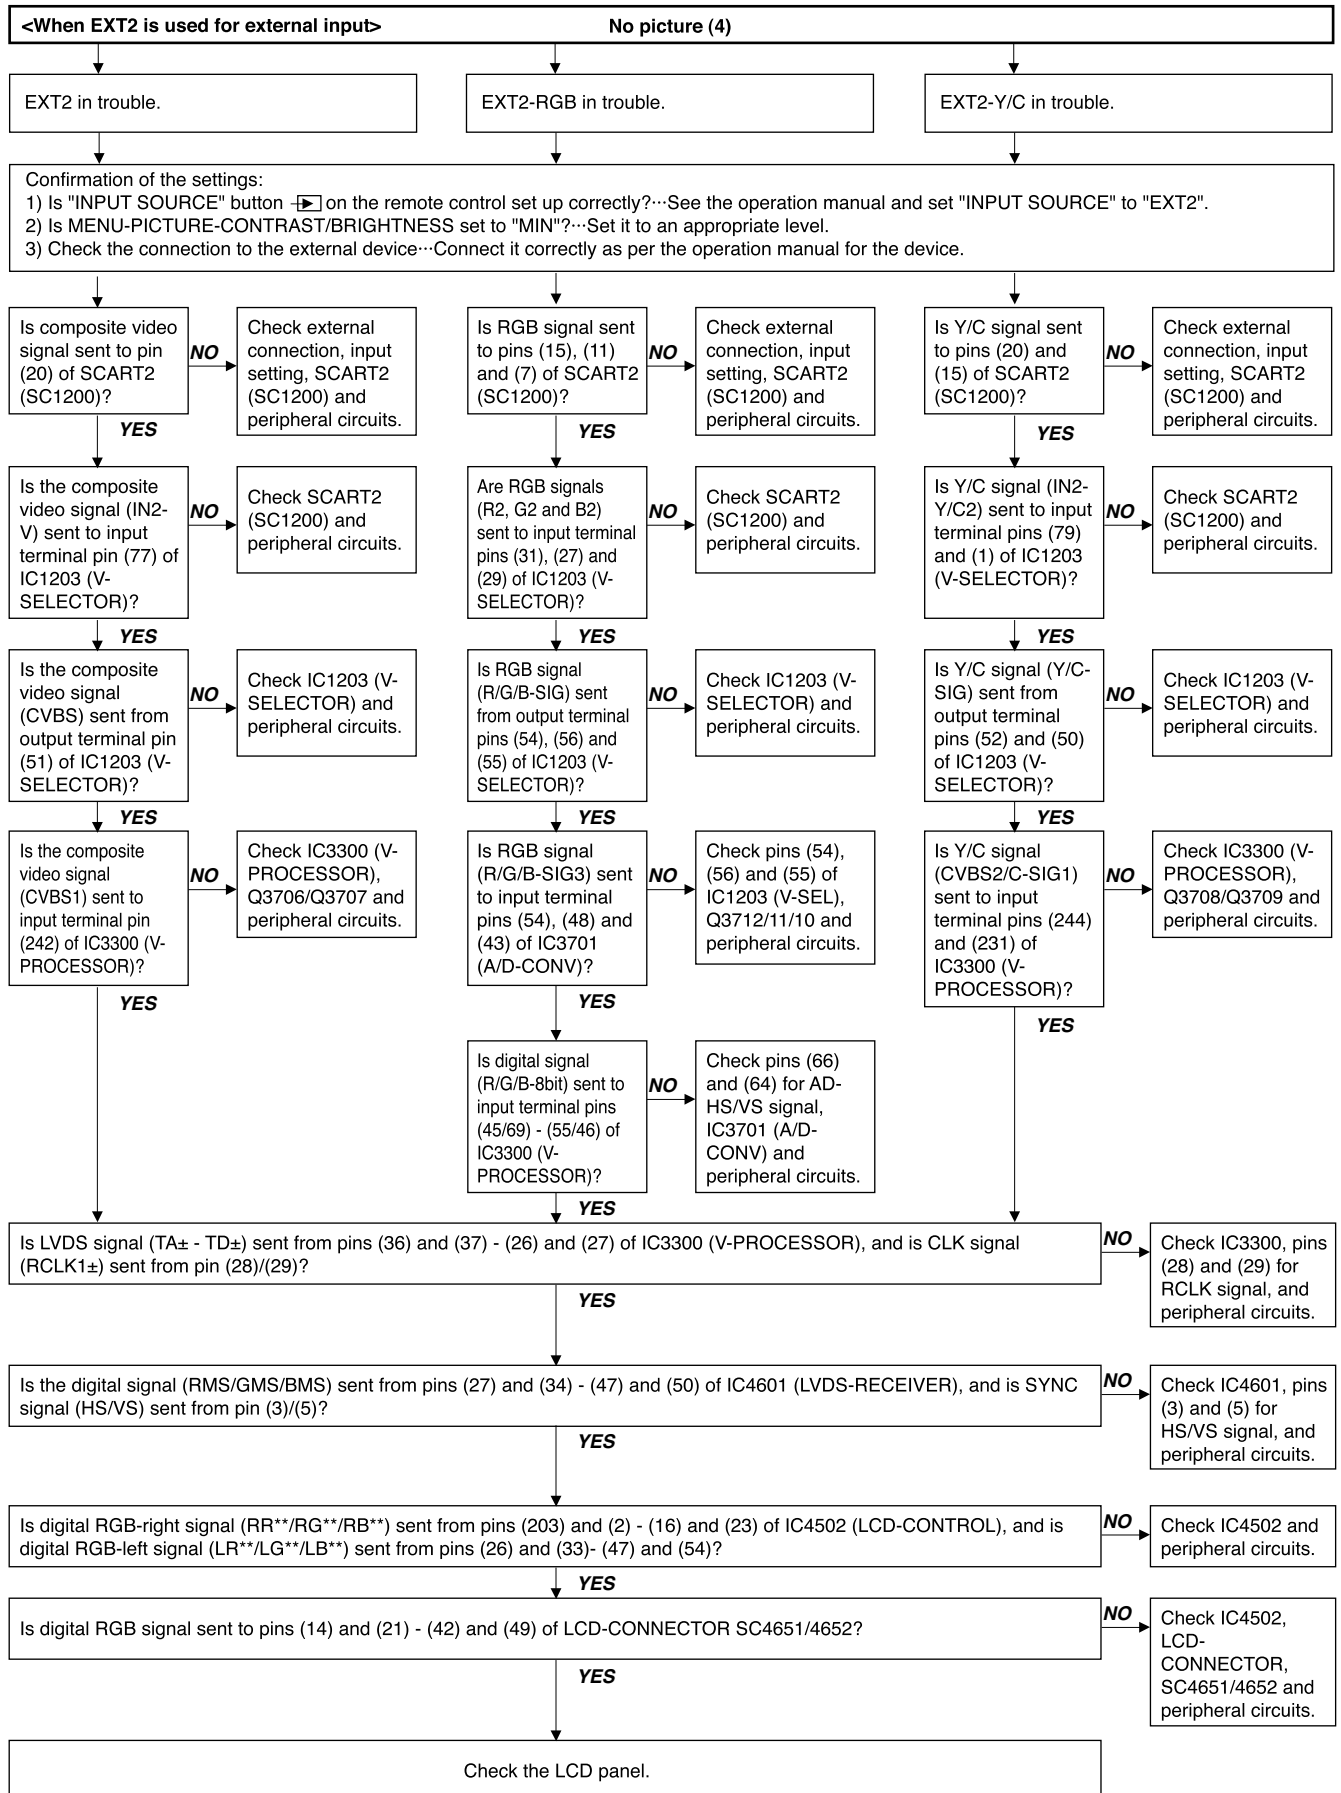 <When EXT2 is used for external input>
No picture (4)
EXT2 in trouble.
EXT2-RGB in trouble.
EXT2-Y/C in trouble.
Confirmation of the settings:
1) Is "INPUT SOURCE" button on the remote control set up correctly?···See the operation manual and set "INPUT SOURCE" to "EXT2".
2) Is MENU-PICTURE-CONTRAST/BRIGHTNESS set to "MIN"?···Set it to an appropriate level.
3) Check the connection to the external device···Connect it correctly as per the operation manual for the device.
Is composite video
signal sent to pin
(20) of SCART2
(SC1200)?
NO
Check external
connection, input
setting, SCART2
(SC1200) and
peripheral circuits.
YES
Is RGB signal sent
to pins (15), (11)
and (7) of SCART2
(SC1200)?
NO
Check external
connection, input
setting, SCART2
(SC1200) and
peripheral circuits.
YES
Is Y/C signal sent
to pins (20) and
(15) of SCART2
(SC1200)?
NO
Check external
connection, input
setting, SCART2
(SC1200) and
peripheral circuits.
YES
Is the composite
video signal (IN2-
V) sent to input
terminal pin (77) of
IC1203 (V-
SELECTOR)?
NO
Check SCART2
(SC1200) and
peripheral circuits.
YES
Are RGB signals
(R2, G2 and B2)
sent to input terminal
pins (31), (27) and
(29) of IC1203 (V-
SELECTOR)?
NO
Check SCART2
(SC1200) and
peripheral circuits.
YES
Is Y/C signal (IN2-
Y/C2) sent to input
terminal pins (79)
and (1) of IC1203
(V-SELECTOR)?
NO
Check SCART2
(SC1200) and
peripheral circuits.
YES
Is the composite
video signal
(CVBS) sent from
output terminal pin
(51) of IC1203 (V-
SELECTOR)?
NO
Check IC1203 (V-
SELECTOR) and
peripheral circuits.
YES
Is RGB signal
(R/G/B-SIG) sent
from output terminal
pins (54), (56) and
(55) of IC1203 (V-
SELECTOR)?
NO
Check IC1203 (V-
SELECTOR) and
peripheral circuits.
YES
Is Y/C signal (Y/C-
SIG) sent from
output terminal
pins (52) and (50)
of IC1203 (V-
SELECTOR)?
NO
Check IC1203 (V-
SELECTOR) and
peripheral circuits.
YES
Is the composite
video signal
(CVBS1) sent to
input terminal pin
(242) of IC3300 (V-
PROCESSOR)?
NO
Check IC3300 (V-
PROCESSOR),
Q3706/Q3707 and
peripheral circuits.
YES
Is RGB signal
(R/G/B-SIG3) sent
to input terminal
pins (54), (48) and
(43) of IC3701
(A/D-CONV)?
NO
Check pins (54),
(56) and (55) of
IC1203 (V-SEL),
Q3712/11/10 and
peripheral circuits.
YES
Is Y/C signal
(CVBS2/C-SIG1)
sent to input
terminal pins (244)
and (231) of
IC3300 (V-
PROCESSOR)?
NO
Check IC3300 (V-
PROCESSOR),
Q3708/Q3709 and
peripheral circuits.
YES
Is digital signal
(R/G/B-8bit) sent to
input terminal pins
(45/69) - (55/46) of
IC3300 (V-
PROCESSOR)?
NO
Check pins (66)
and (64) for AD-
HS/VS signal,
IC3701 (A/D-
CONV) and
peripheral circuits.
YES
Is LVDS signal (TA± - TD±) sent from pins (36) and (37) - (26) and (27) of IC3300 (V-PROCESSOR), and is CLK signal
(RCLK1±) sent from pin (28)/(29)?
NO
Check IC3300, pins
(28) and (29) for
RCLK signal, and
peripheral circuits.
YES
Is the digital signal (RMS/GMS/BMS) sent from pins (27) and (34) - (47) and (50) of IC4601 (LVDS-RECEIVER), and is SYNC
signal (HS/VS) sent from pin (3)/(5)?
NO
Check IC4601, pins
(3) and (5) for
HS/VS signal, and
peripheral circuits.
YES
Is digital RGB-right signal (RR**/RG**/RB**) sent from pins (203) and (2) - (16) and (23) of IC4502 (LCD-CONTROL), and is
digital RGB-left signal (LR**/LG**/LB**) sent from pins (26) and (33)- (47) and (54)?
NO
Check IC4502 and
peripheral circuits.
YES
Is digital RGB signal sent to pins (14) and (21) - (42) and (49) of LCD-CONNECTOR SC4651/4652?
NO
Check IC4502,
LCD-
CONNECTOR,
SC4651/4652 and
peripheral circuits.
YES
Check the LCD panel.